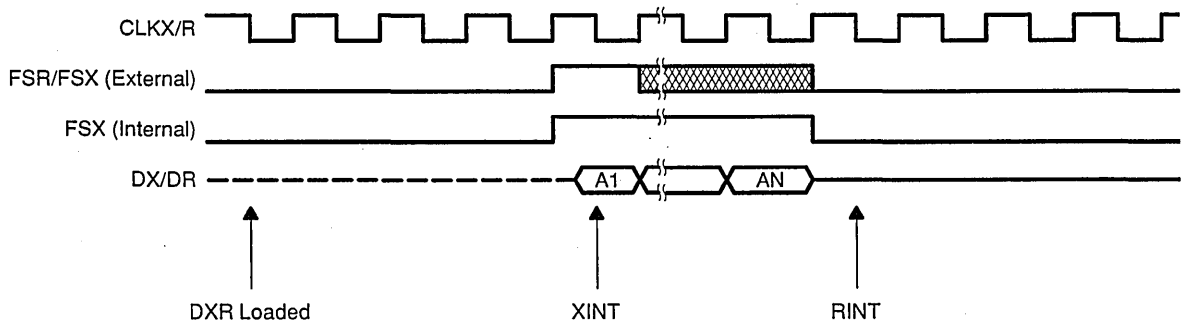 CLKX/R
FSR/FSX (External)
FSX (Internal)
DX/DR
A1
AN
DXR Loaded
XINT
RINT